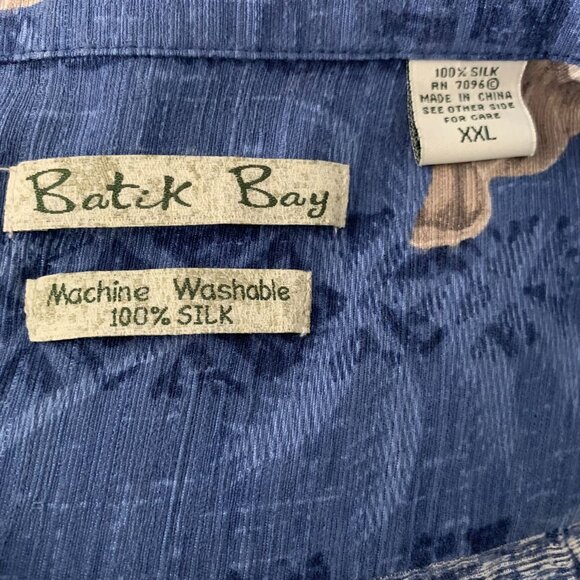 100% SILK
RN 7096©
MADE IN CHINA
SEE OTHER SIDE
FOR CARE
XXL
Batik Bay
Machine Washable
100% SILK